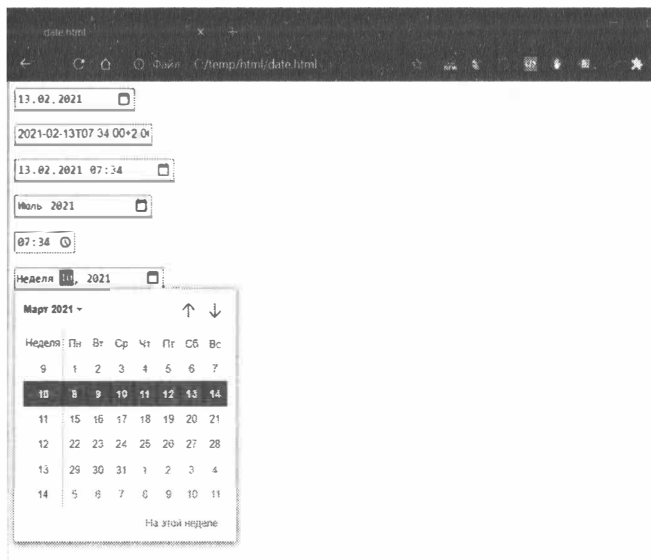 date.html
Файл C:/temp/html/date.html
13.02.2021
2021-02-13T07 34 00+2 0
13.02.2021 07:34
Июль 2021
07:34
Неделя 10, 2021
Март 2021
Неделя Пн Вт Ср Чт Пт Сб Вс
9 1 2 3 4 5 6 7
10 8 9 10 11 12 13 14
11 15 16 17 18 19 20 21
12 22 23 24 25 26 27 28
13 29 30 31 1 2 3 4
14 5 6 7 8 9 10 11
На этой неделе